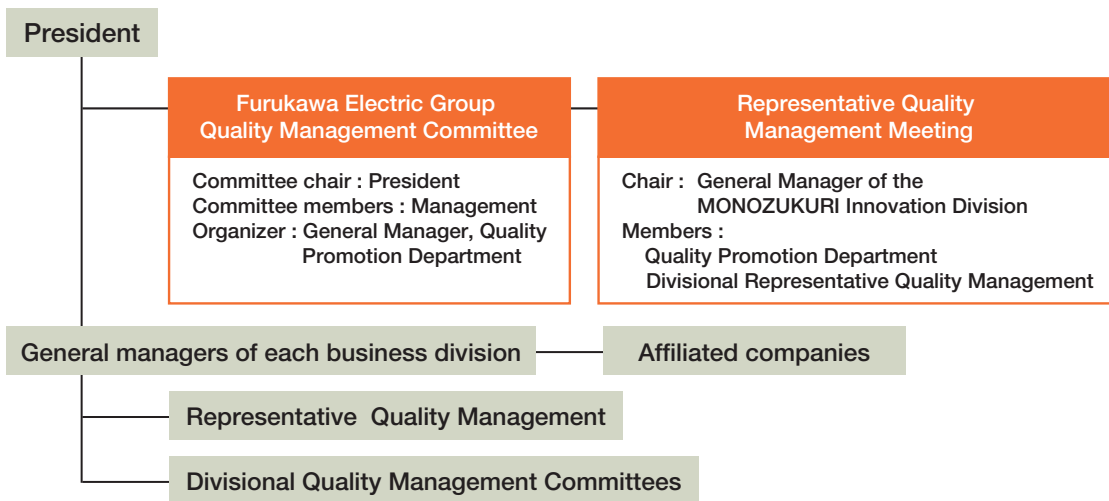 President
Furukawa Electric Group
Quality Management Committee
Committee chair : President
Committee members : Management
Organizer : General Manager, Quality
Promotion Department
Representative Quality
Management Meeting
Chair : General Manager of the
MONOZUKURI Innovation Division
Members :
Quality Promotion Department
Divisional Representative Quality Management
General managers of each business division
Affiliated companies
Representative Quality Management
Divisional Quality Management Committees